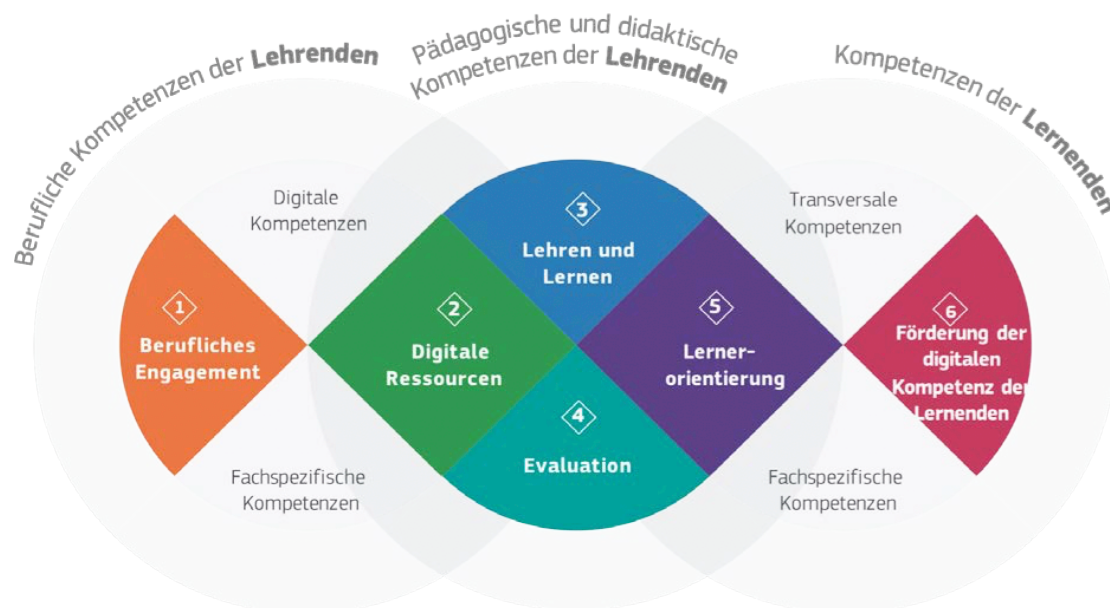 Berufliche Kompetenzen der Lehrenden
Pädagogische und didaktische
Kompetenzen der Lehrenden
Kompetenzen der Lernenden
Digitale
Kompetenzen
Transversale
Kompetenzen
1
Berufliches
Engagement
2
Digitale
Ressourcen
3
Lehren und
Lernen
4
Evaluation
5
Lerner-
orientierung
6
Förderung der
digitalen
Kompetenz der
Lernenden
Fachspezifische
Kompetenzen
Fachspezifische
Kompetenzen